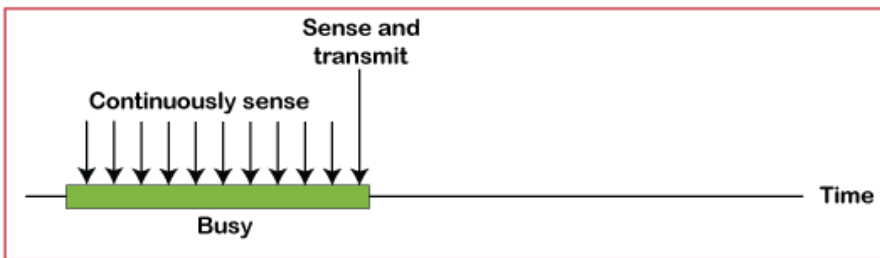 Sense and
transmit
Continuously sense
Time
Busy